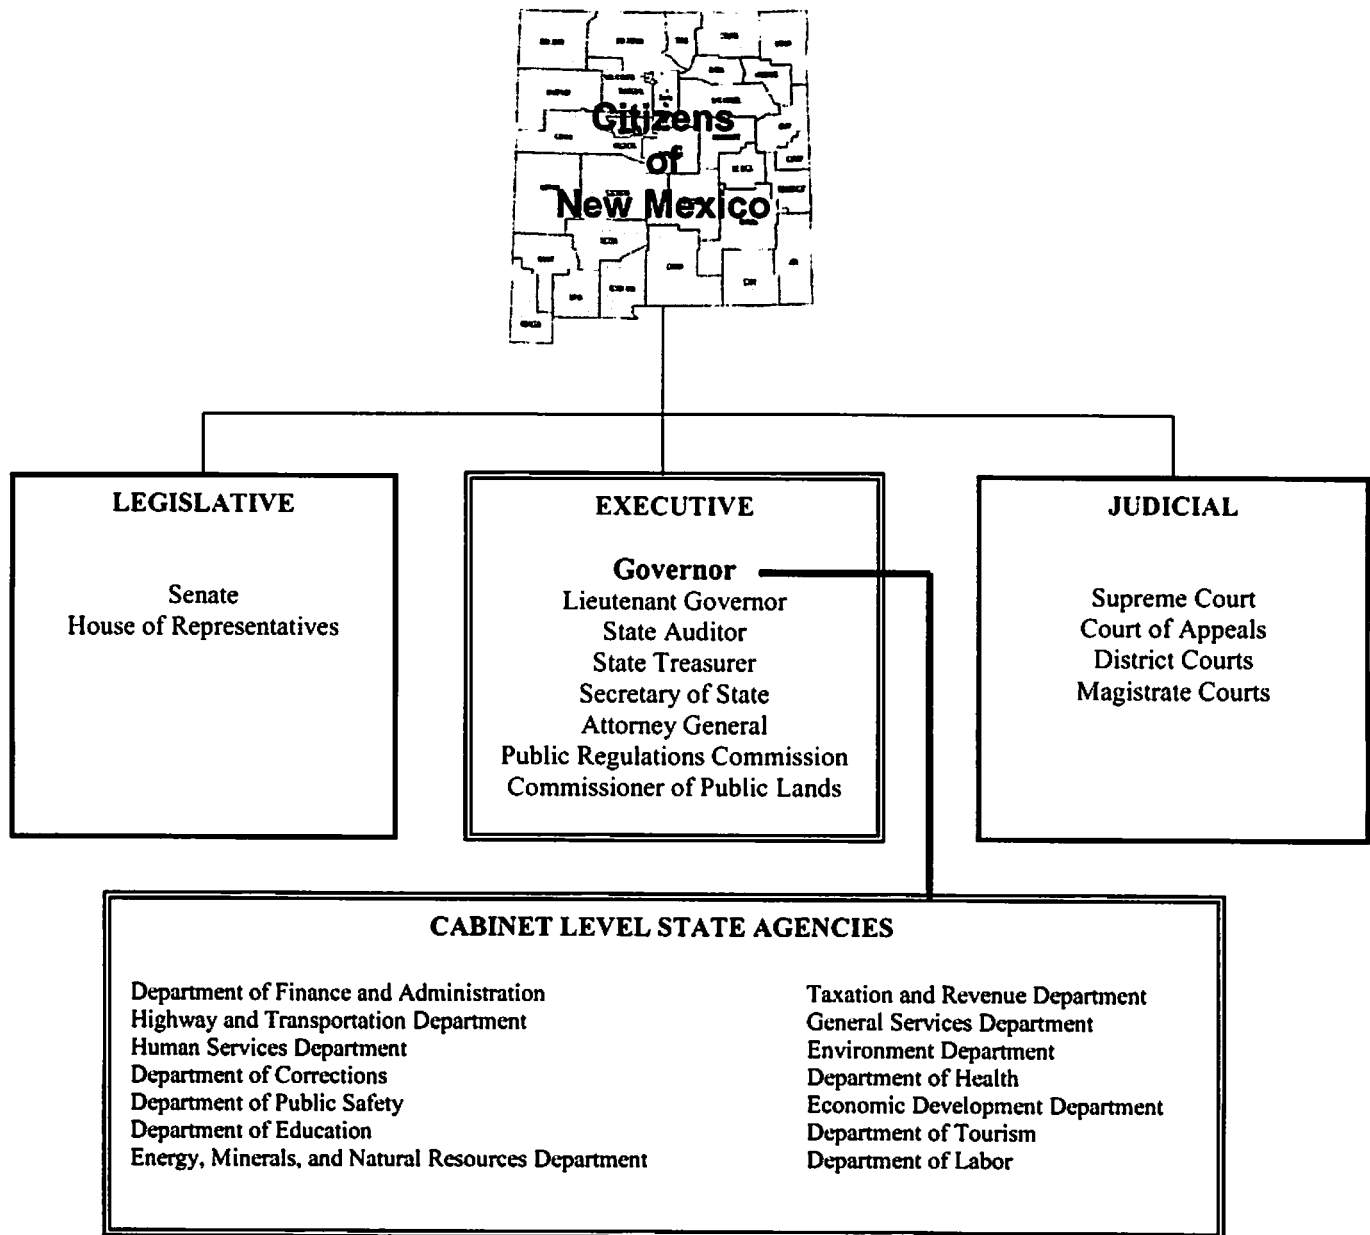 Citizens
of
New Mexico
LEGISLATIVE
Senate
House of Representatives
EXECUTIVE
Governor
Lieutenant Governor
State Auditor
State Treasurer
Secretary of State
Attorney General
Public Regulations Commission
Commissioner of Public Lands
JUDICIAL
Supreme Court
Court of Appeals
District Courts
Magistrate Courts
CABINET LEVEL STATE AGENCIES
Department of Finance and Administration
Highway and Transportation Department
Human Services Department
Department of Corrections
Department of Public Safety
Department of Education
Energy, Minerals, and Natural Resources Department
Taxation and Revenue Department
General Services Department
Environment Department
Department of Health
Economic Development Department
Department of Tourism
Department of Labor